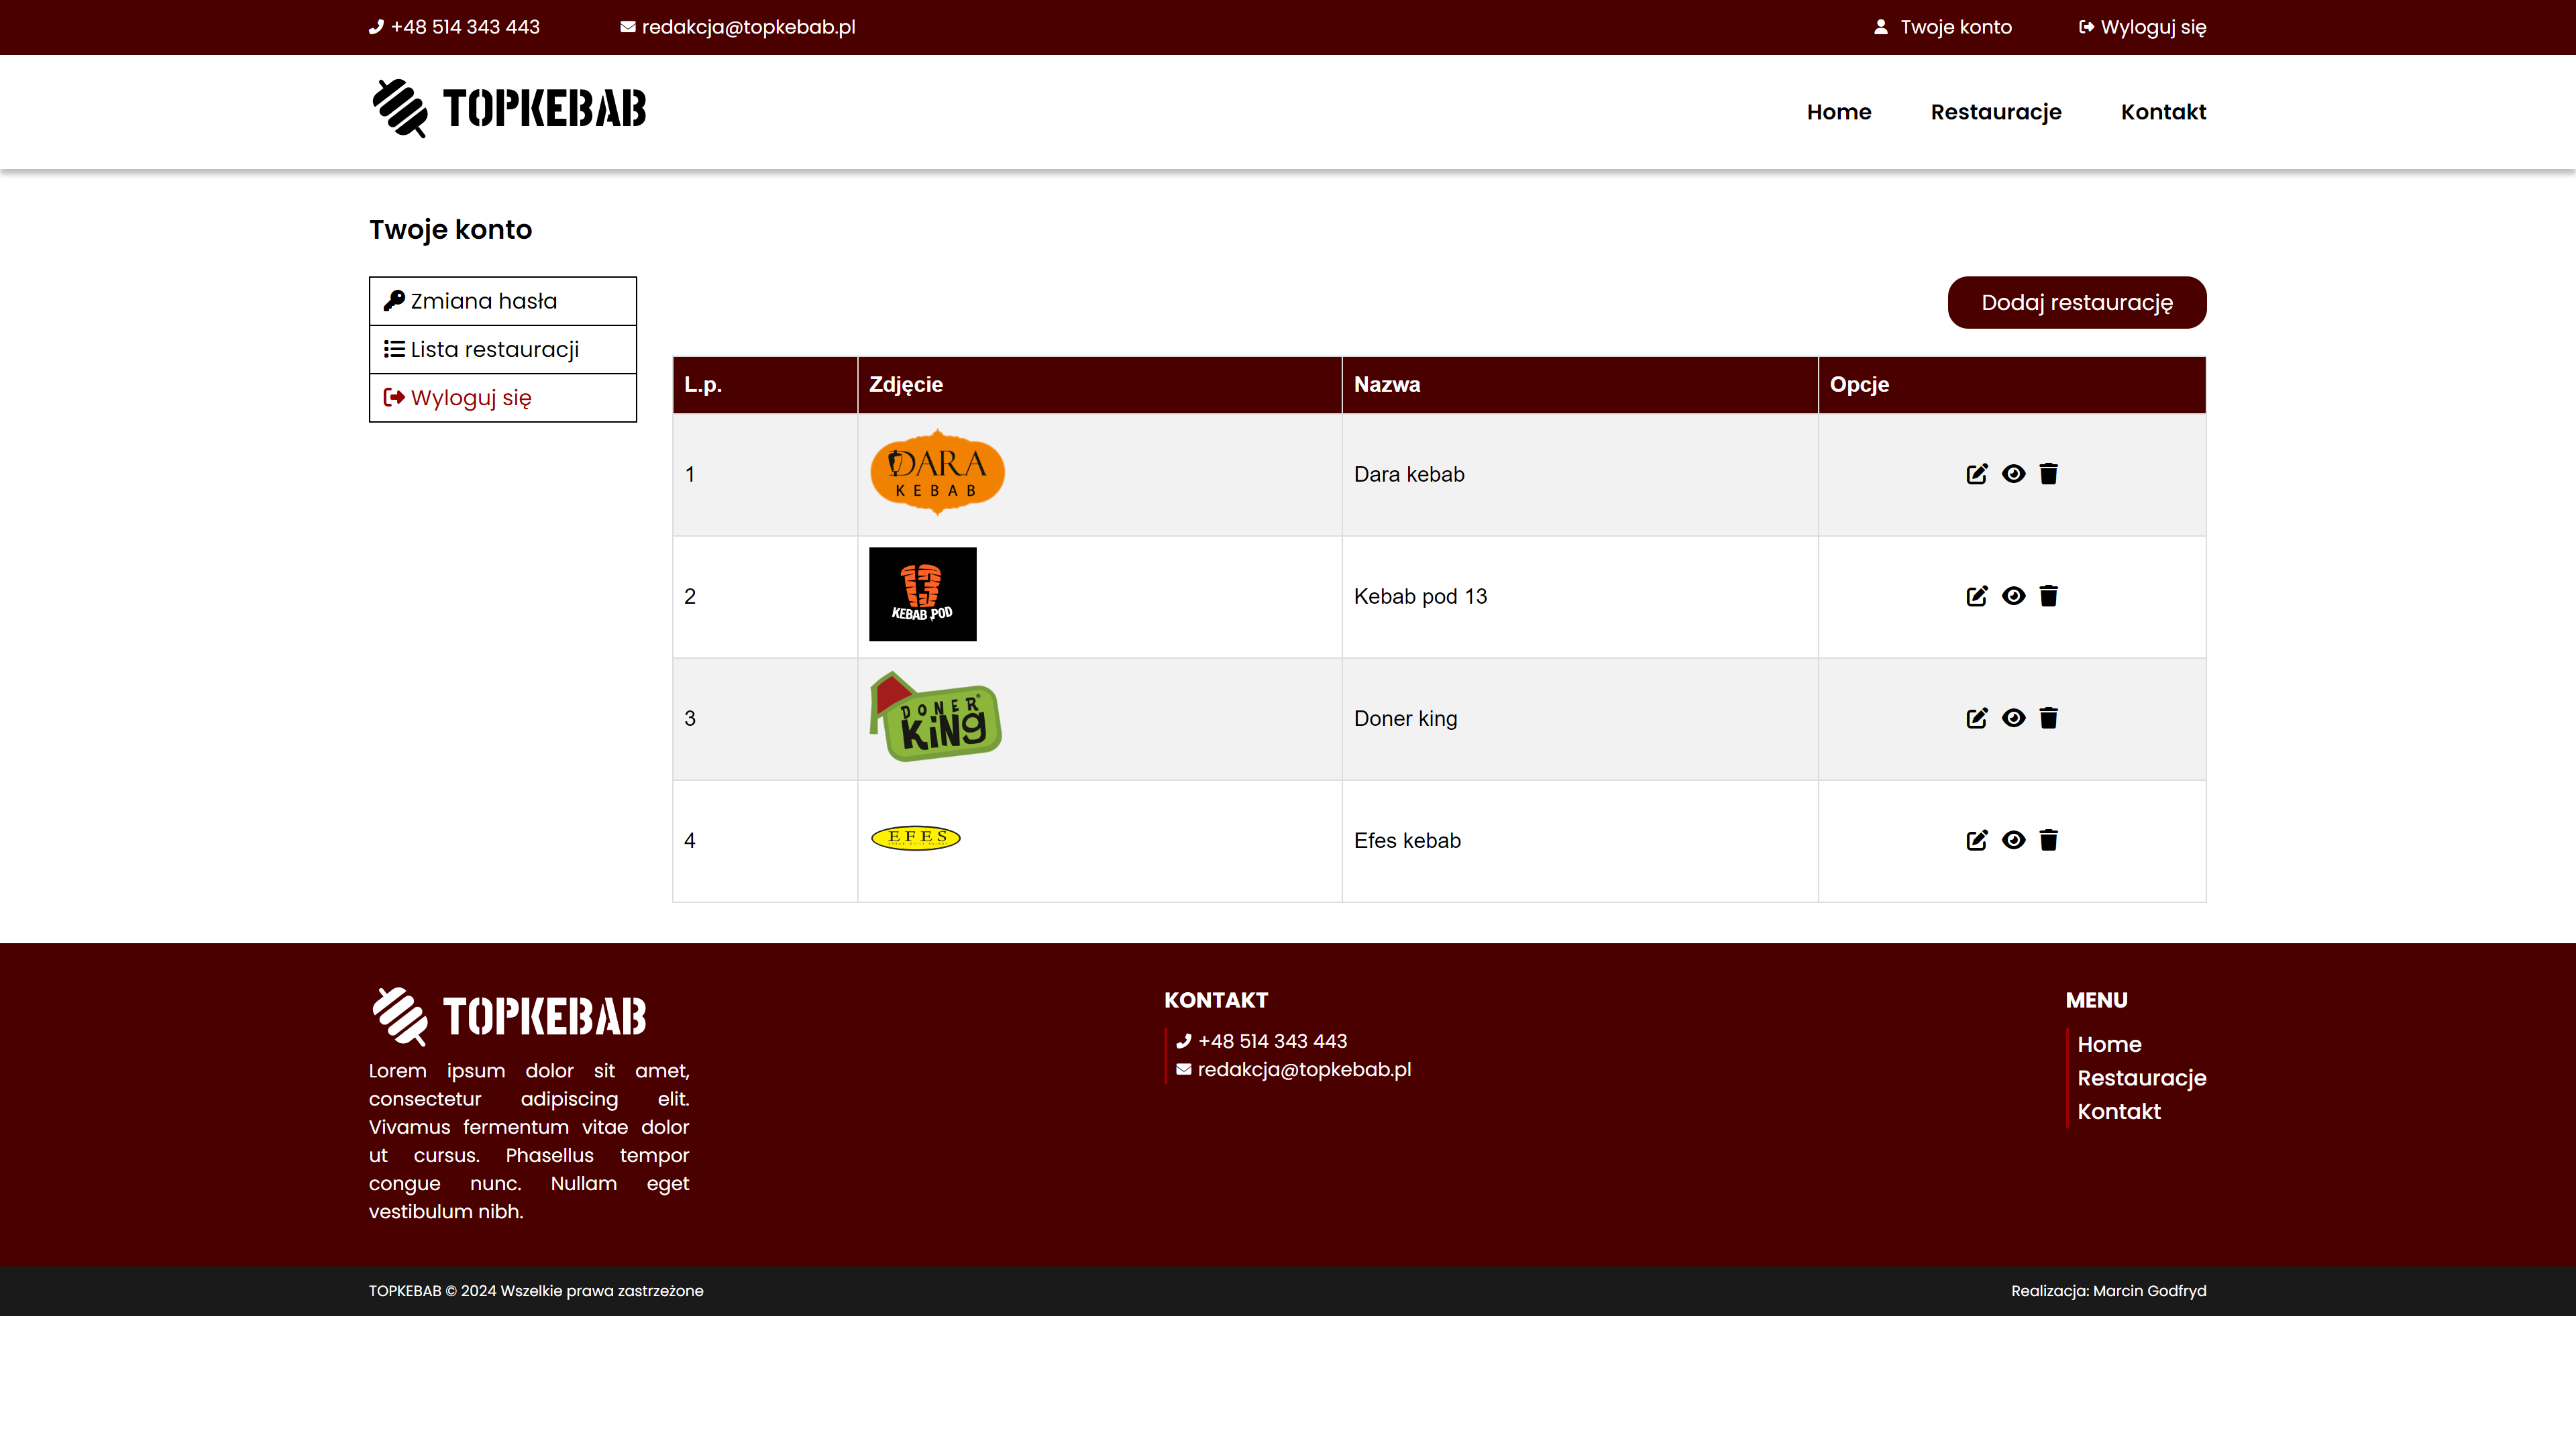 +48 514 343 443
redakcja@topkebab.pl
Twoje konto
Wyloguj się
TOPKEBAB
Home
Restauracje
Kontakt
Twoje konto
Zmiana hasła
Lista restauracji
Wyloguj się
Dodaj restaurację
L.p.
Zdjęcie
Nazwa
Opcje
1
DARA
KEBAB
Dara kebab
2
13
KEBAB POD
Kebab pod 13
3
DONER
KiNG
Doner king
4
EFES
Efes kebab
TOPKEBAB
Lorem ipsum dolor sit amet,
consectetur adipiscing elit.
Vivamus fermentum vitae dolor
ut cursus. Phasellus tempor
congue nunc. Nullam eget
vestibulum nibh.
KONTAKT
+48 514 343 443
redakcja@topkebab.pl
MENU
Home
Restauracje
Kontakt
TOPKEBAB © 2024 Wszelkie prawa zastrzeżone
Realizacja: Marcin Godfryd